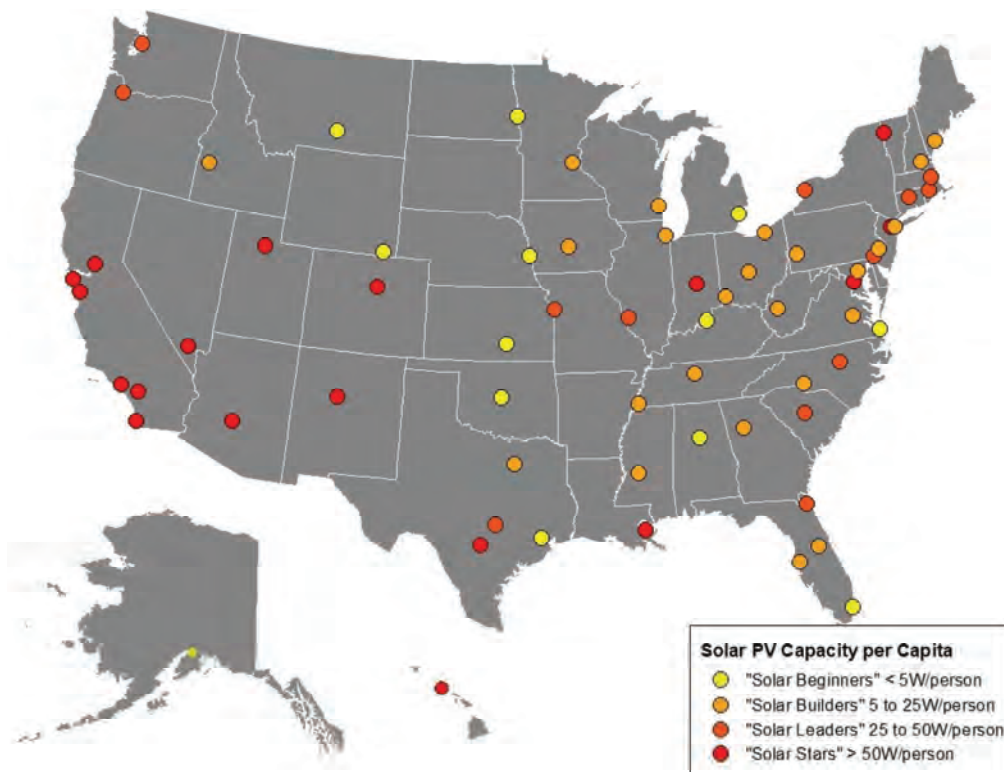 Solar PV Capacity per Capita
"Solar Beginners" < 5W/person
"Solar Builders" 5 to 25W/person
"Solar Leaders" 25 to 50W/person
"Solar Stars" > 50W/person